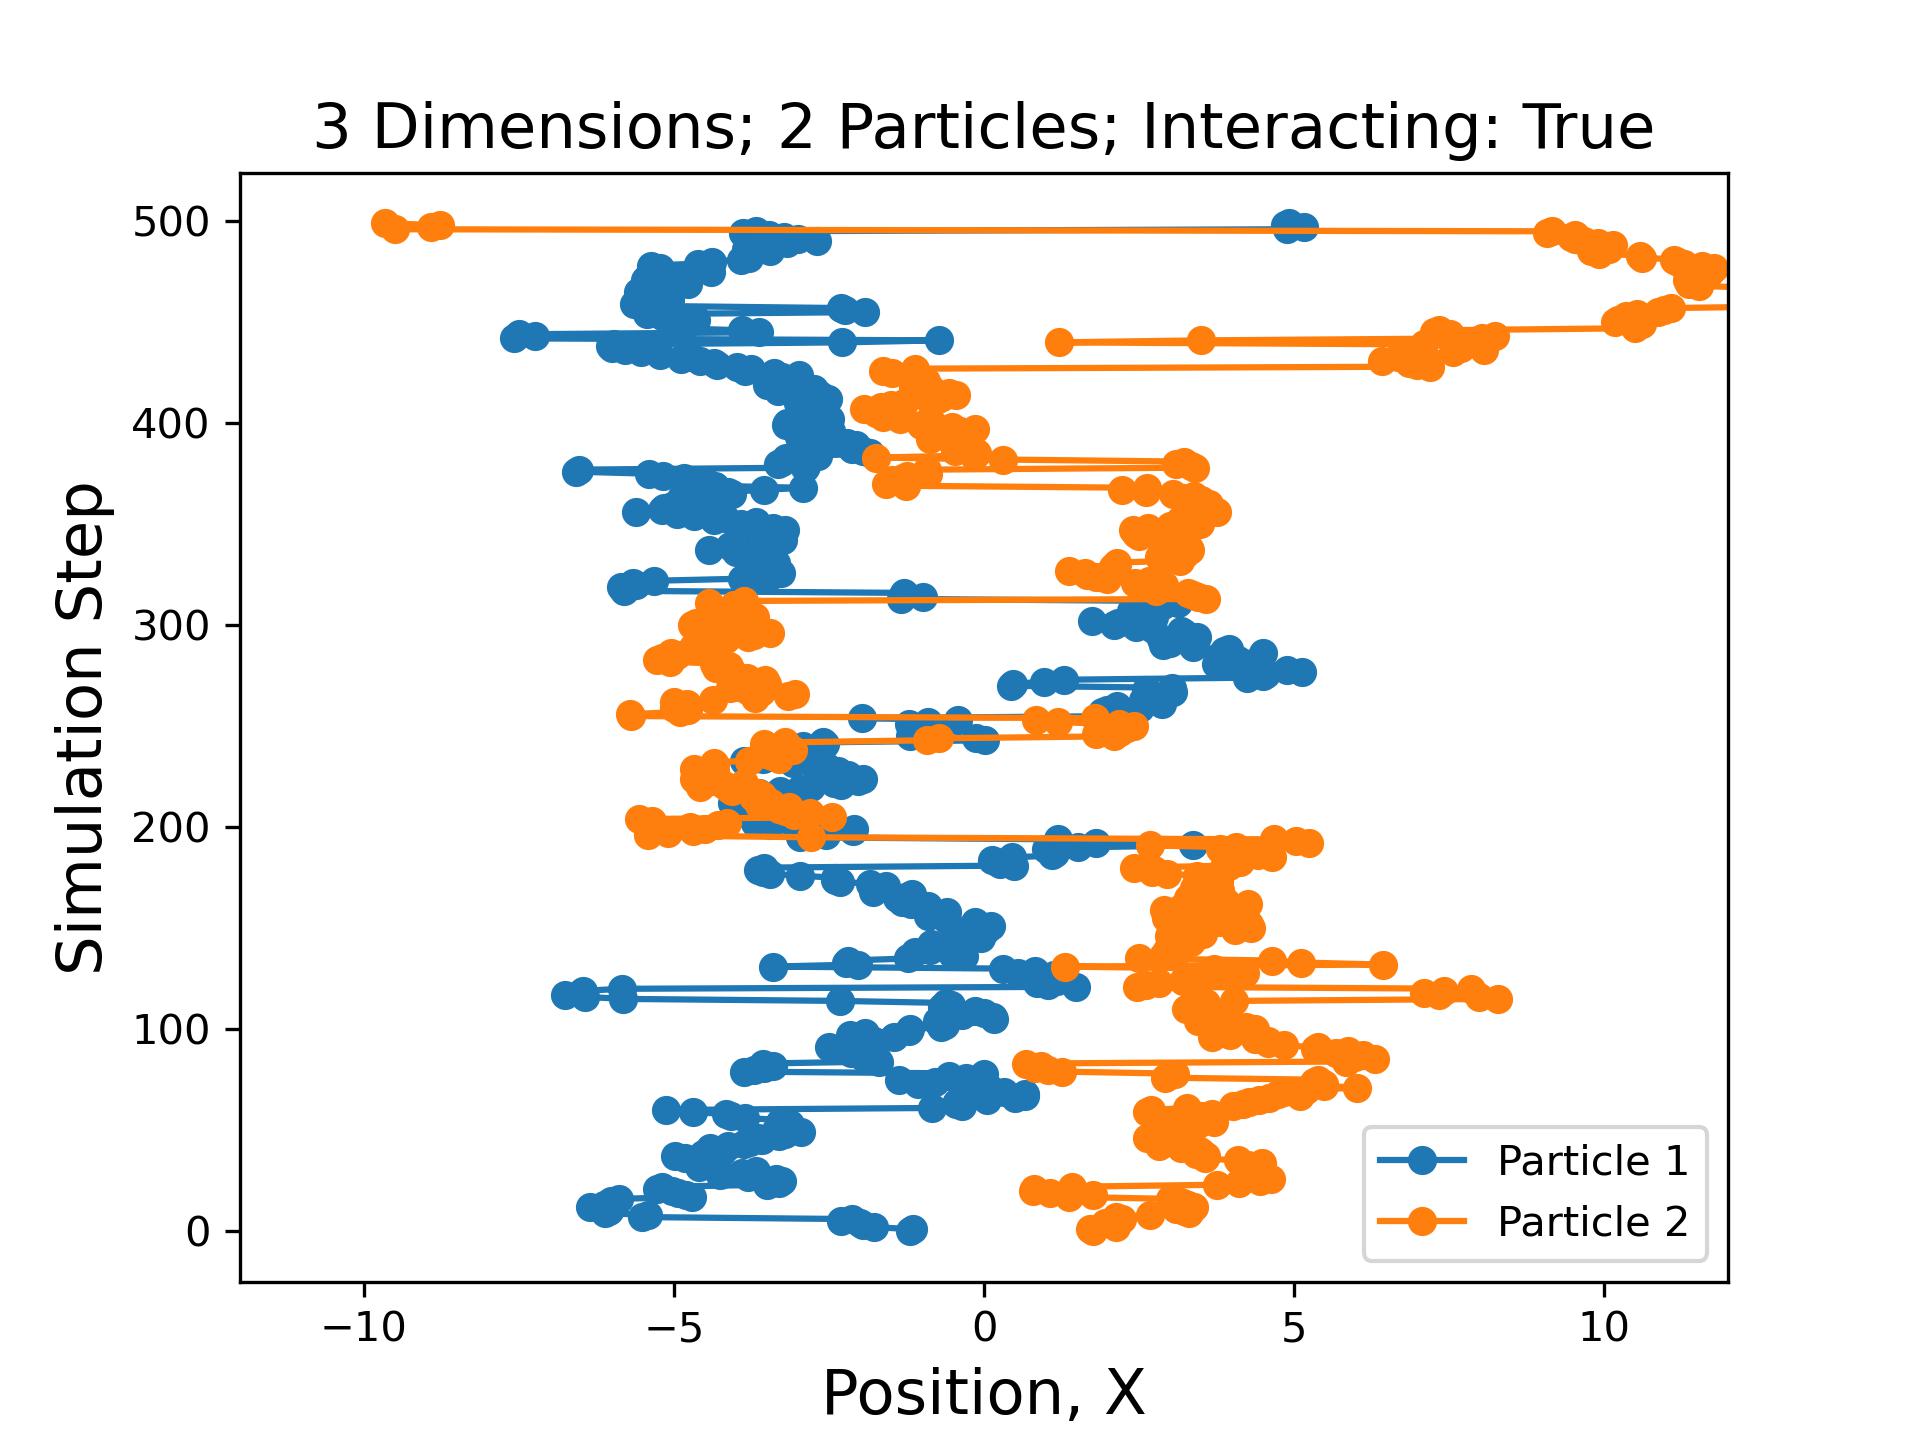 3 Dimensions; 2 Particles; Interacting: True
Simulation Step
500
400
300
200
100
0
−10
−5
0
5
10
Position, X
Particle 1
Particle 2